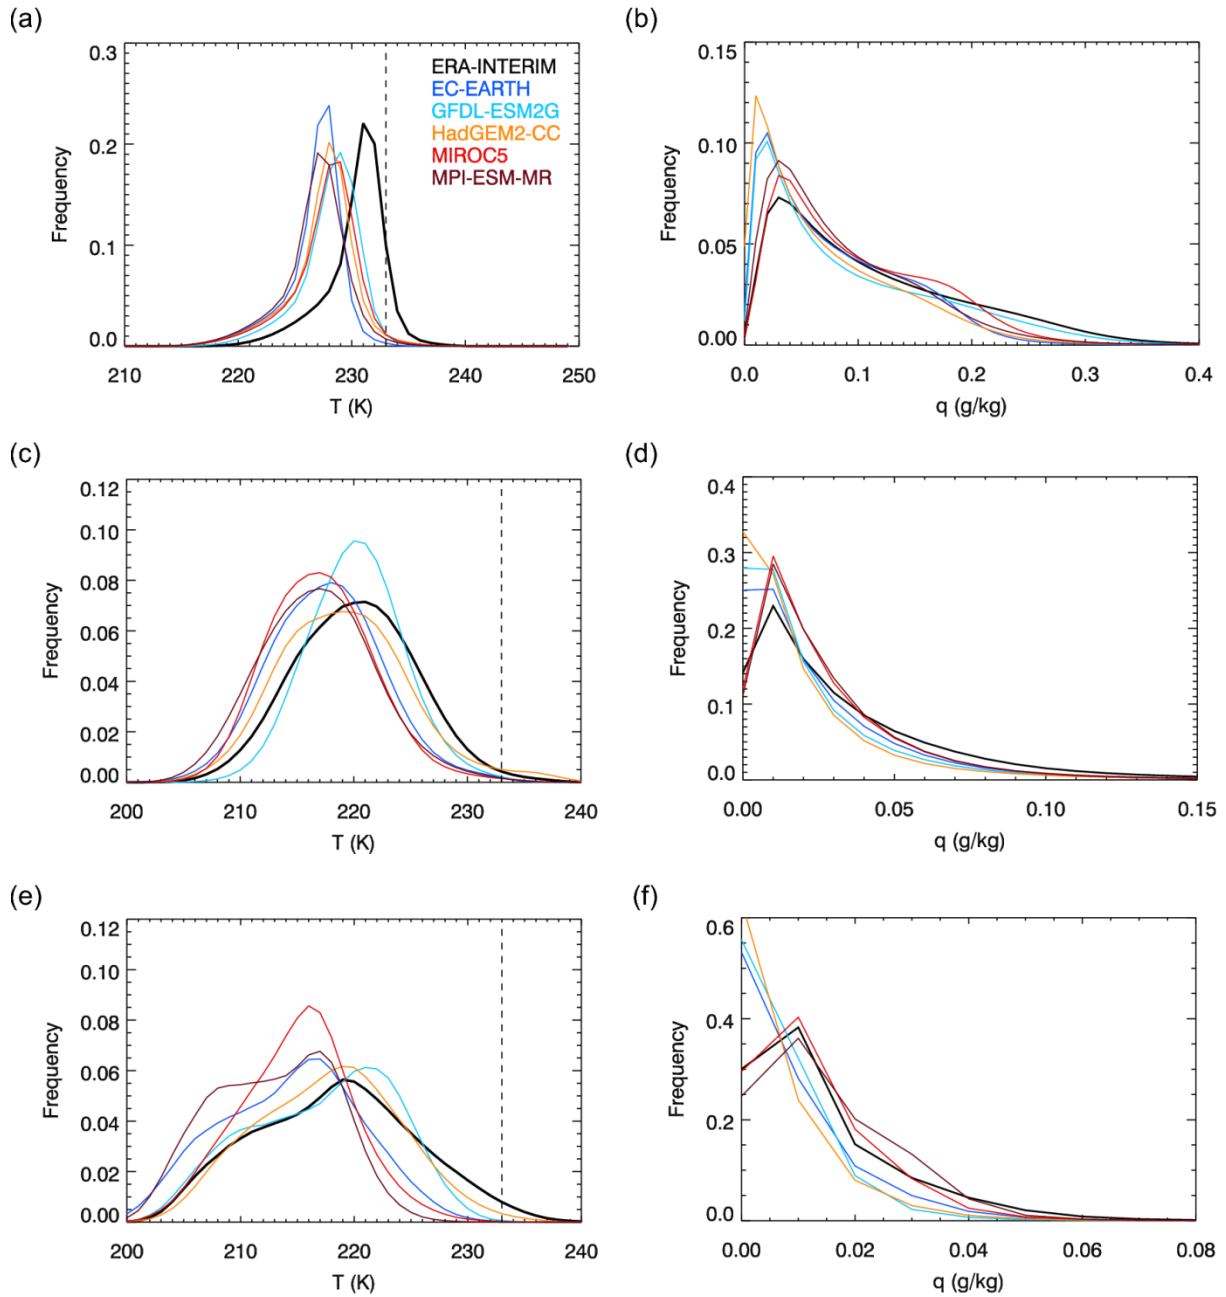 (a)
0.3
0.2
0.1
0.0
Frequency
210 220 230 240 250
T (K)
ERA-INTERIM
EC-EARTH
GFDL-ESM2G
HadGEM2-CC
MIROC5
MPI-ESM-MR
(b)
0.15
0.10
0.05
0.00
Frequency
0.0 0.1 0.2 0.3 0.4
q (g/kg)
(c)
0.12
0.10
0.08
0.06
0.04
0.02
0.00
Frequency
200 210 220 230 240
T (K)
(d)
0.4
0.3
0.2
0.1
0.0
Frequency
0.00 0.05 0.10 0.15
q (g/kg)
(e)
0.12
0.10
0.08
0.06
0.04
0.02
0.00
Frequency
200 210 220 230 240
T (K)
(f)
0.6
0.4
0.2
0.0
Frequency
0.00 0.02 0.04 0.06 0.08
q (g/kg)